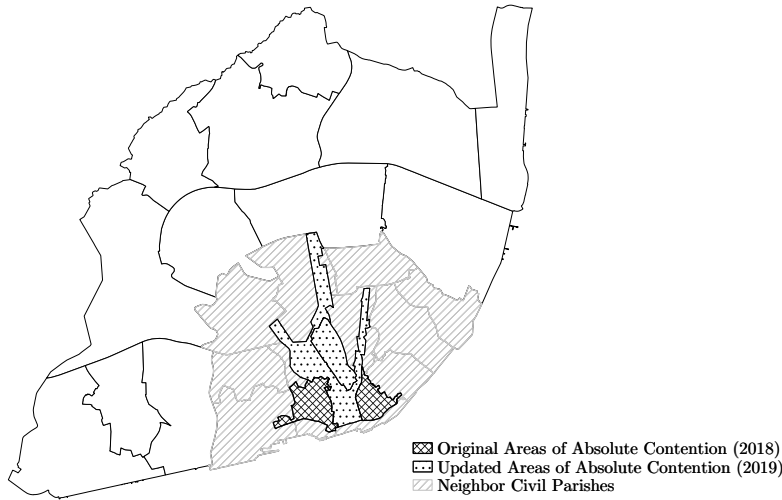 Original Areas of Absolute Contention (2018)
Updated Areas of Absolute Contention (2019)
Neighbor Civil Parishes